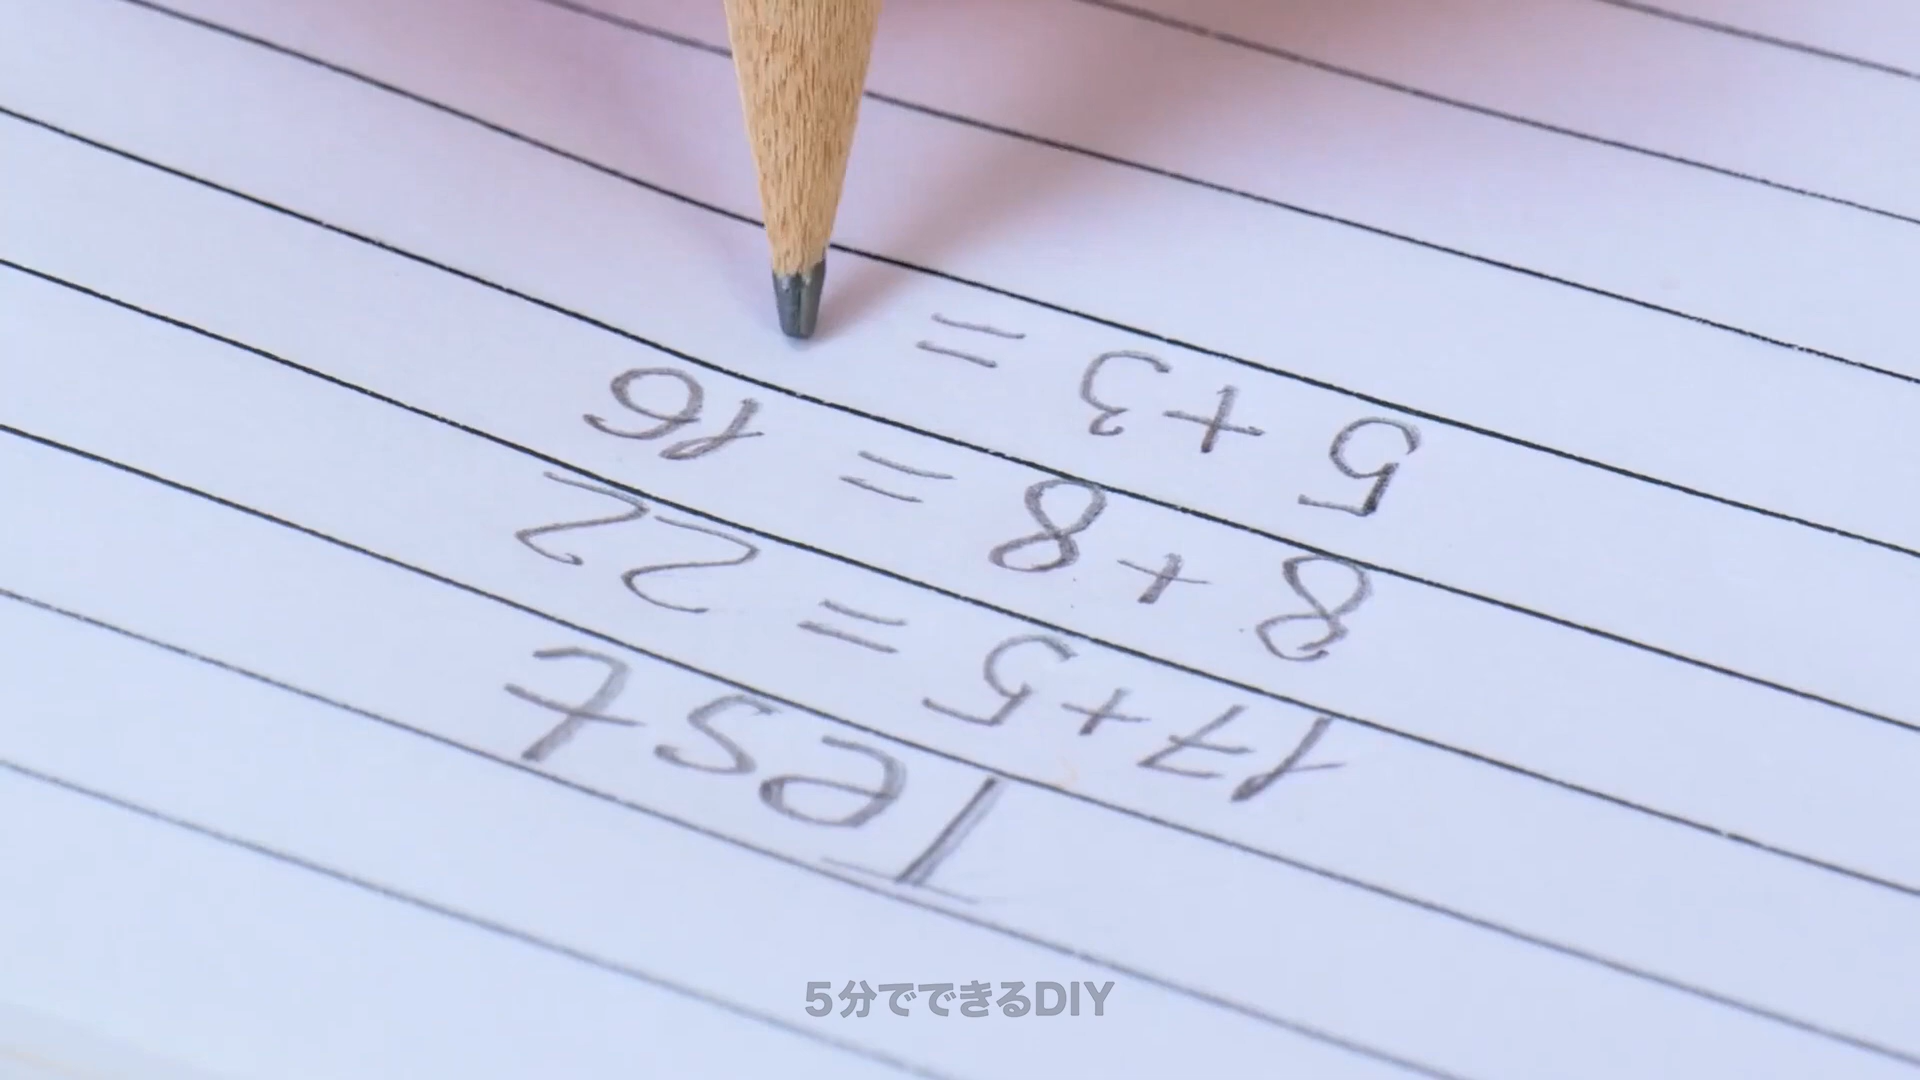 Test
17+5 = 22
8+8 = 16
5+3 =
5分でできるDIY